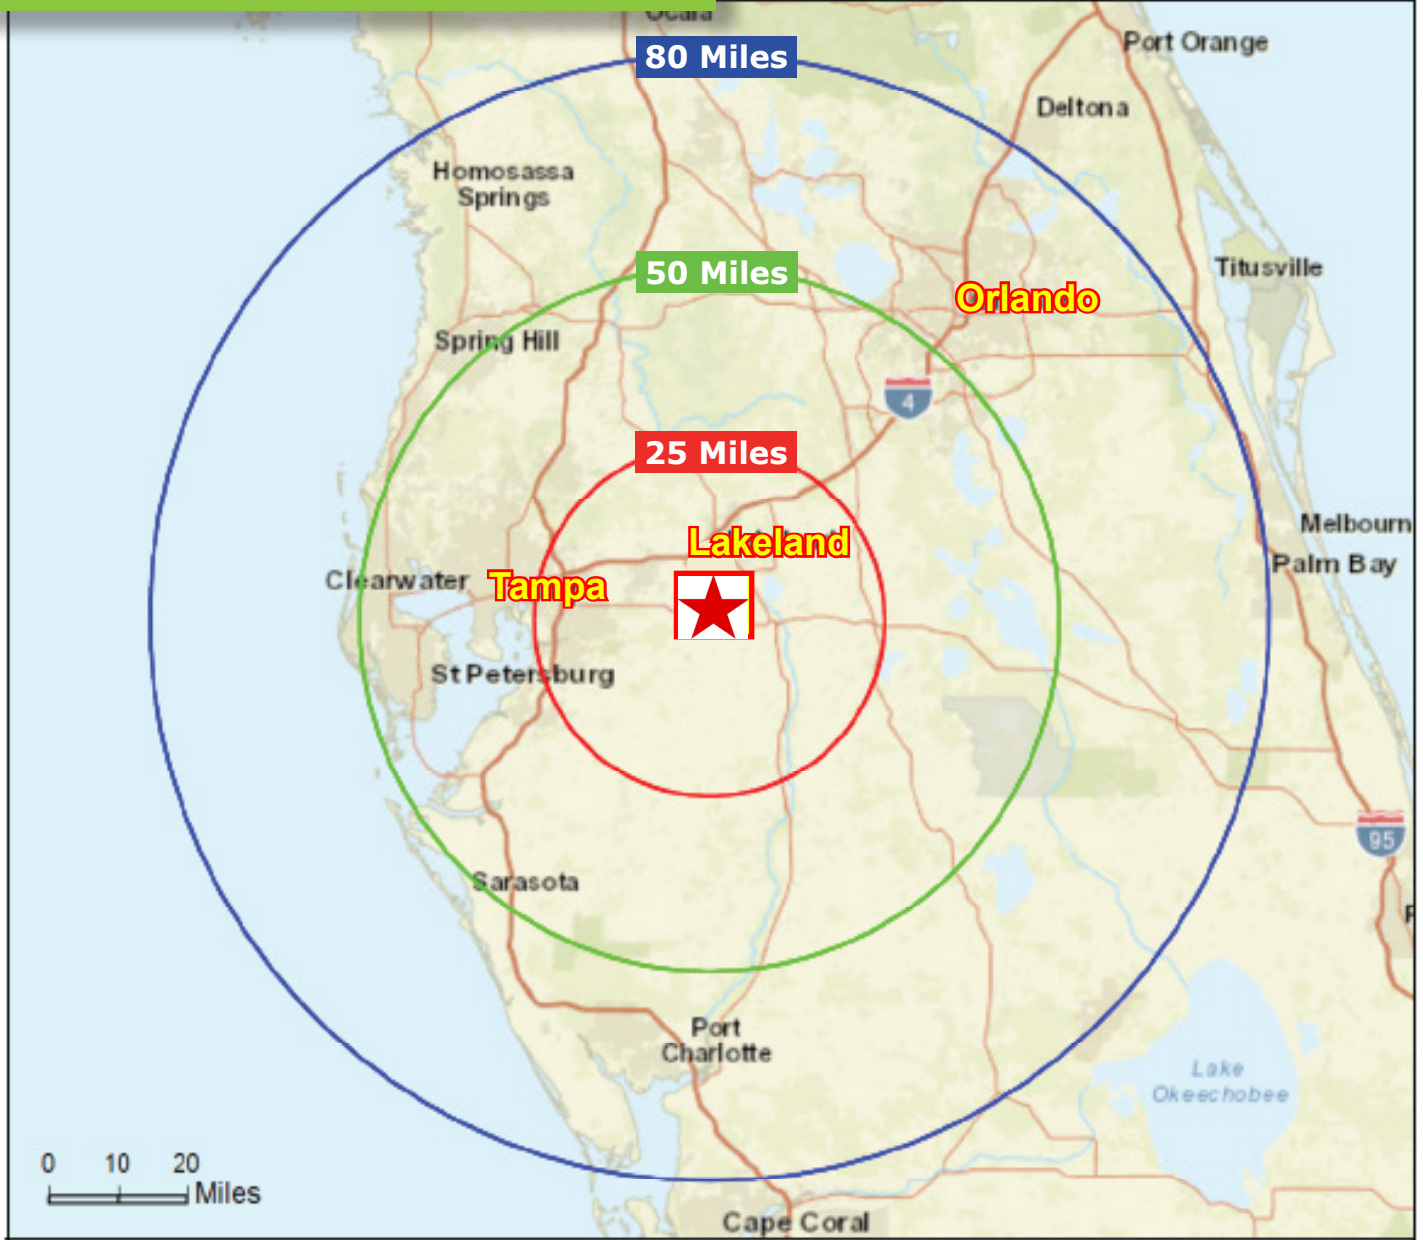 Ocala
80 Miles
Port Orange
Deltona
Homosassa
Springs
50 Miles
Titusville
Orlando
Spring Hill
4
25 Miles
Melbourn
Lakeland
Palm Bay
Clearwater
Tampa
St Petersburg
95
Sarasota
Port
Charlotte
Lake
Okeechobee
0 10 20
Miles
Cape Coral